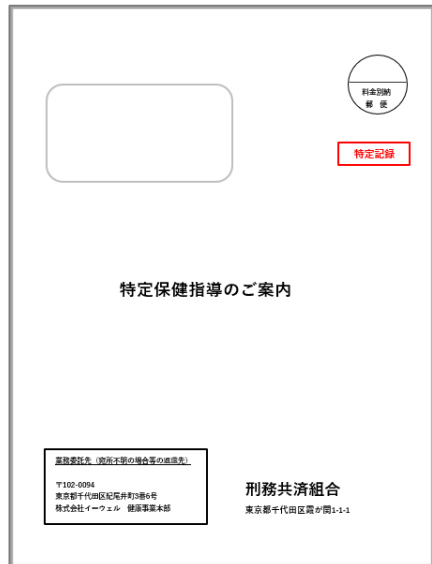 料金別納
郵 便
特定記録
特定保健指導のご案内
業務委託先（宛所不明の場合等の返還先）
〒102-0094
東京都千代田区紀尾井町3番6号
株式会社イーウェル 健康事業本部
刑務共済組合
東京都千代田区霞が関1-1-1